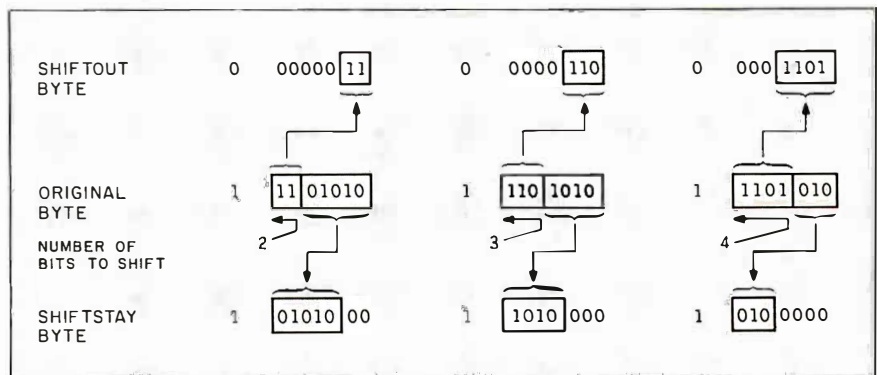 SHIFTOUT BYTE 0 00000 11 0 0000 110 0 000 1101
ORIGINAL BYTE 1 11 01010 1 110 1010 1 1101 010
NUMBER OF BITS TO SHIFT 2 3 4
SHIFTSTAY BYTE 1 01010 00 1 1010 000 1 010 0000